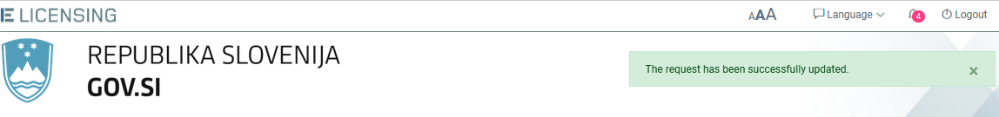 E LICENSING
AAA
Language
4
Logout
REPUBLIKA SLOVENIJA
GOV.SI
The request has been successfully updated.
×